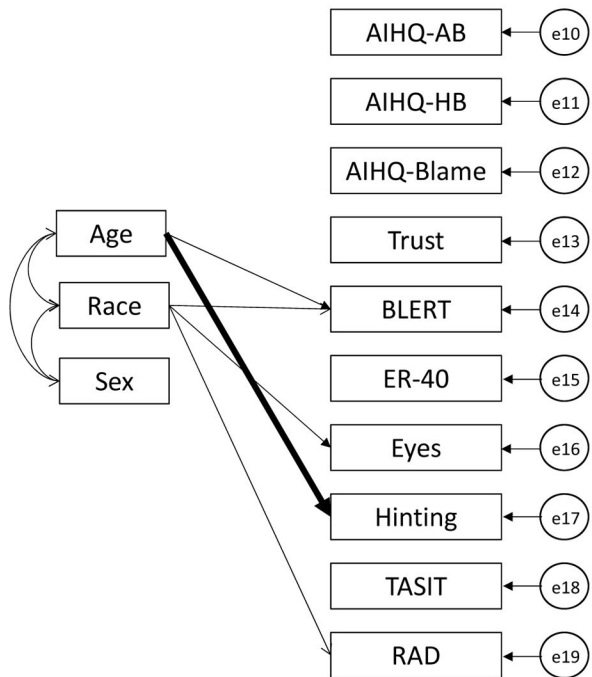 AIHQ-AB
e10
AIHQ-HB
e11
AIHQ-Blame
e12
Age
Trust
e13
Race
BLERT
e14
Sex
ER-40
e15
Eyes
e16
Hinting
e17
TASIT
e18
RAD
e19